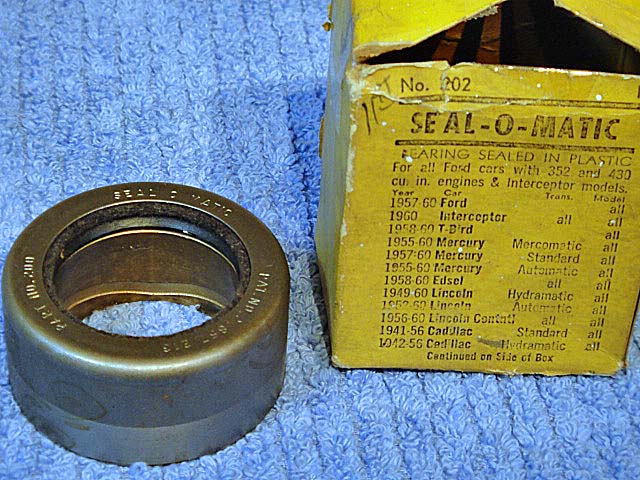 No. 202
SEAL-O-MATIC
BEARING SEALED IN PLASTIC
For all Ford cars with 352 and 430
cu. in. engines & Interceptor models.
Year Car Trans. Model
1957-60 Ford all
1960 Interceptor all all
1958-60 T-Bird all
1955-60 Mercury Mercomatic all
1957-60 Mercury Standard all
1955-60 Mercury Automatic all
1958-60 Edsel all all
1949-60 Lincoln Hydramatic all
Lincoln Automatic all
1956-60 Lincoln Contntl all all
1941-56 Cadillac Standard all
1942-56 Cadillac Hydramatic all
Continued on Side of Box
SEAL O MATIC
PART NO.
PAT NO